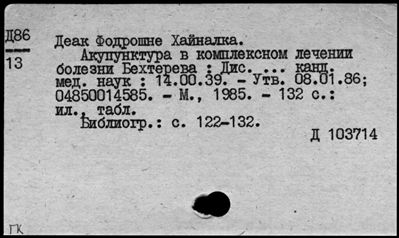 Д86
13
Деак Фодрошне Хайналка.
Акупунктура в комплексном лечении
болезни Бехтерева : Дис. ... канд.
мед. наук : 14.00.39. - Утв. 08.01.86;
04850014585. - М., 1985. - 132 с.:
ил., табл.
Библиогр.: с. 122-132.
Д 103714
ГК